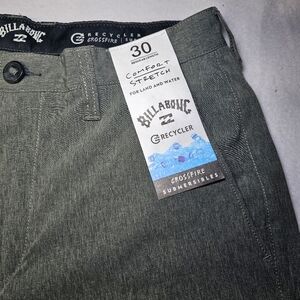 BILLABONG
RECYCLER
CROSSFIRE
30
COMFORT
STRETCH
FOR LAND AND WATER
BILLABONG
RECYCLER
CROSSFIRE
SUBMERSIBLES